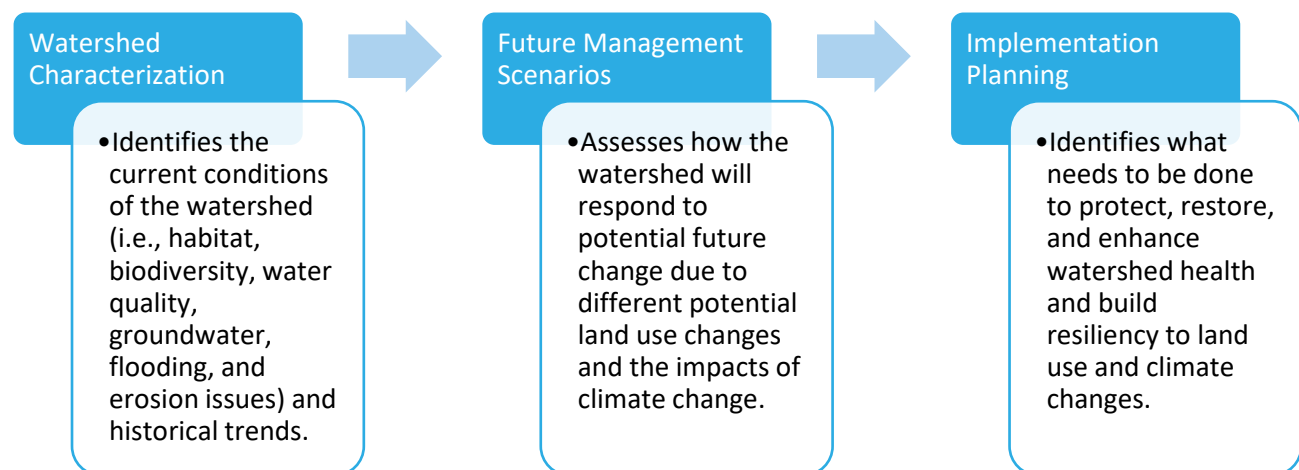 Watershed
Characterization
•Identifies the
current conditions
of the watershed
(i.e., habitat,
biodiversity, water
quality,
groundwater,
flooding, and
erosion issues) and
historical trends.
Future Management
Scenarios
•Assesses how the
watershed will
respond to
potential future
change due to
different potential
land use changes
and the impacts of
climate change.
Implementation
Planning
•Identifies what
needs to be done
to protect, restore,
and enhance
watershed health
and build
resiliency to land
use and climate
changes.